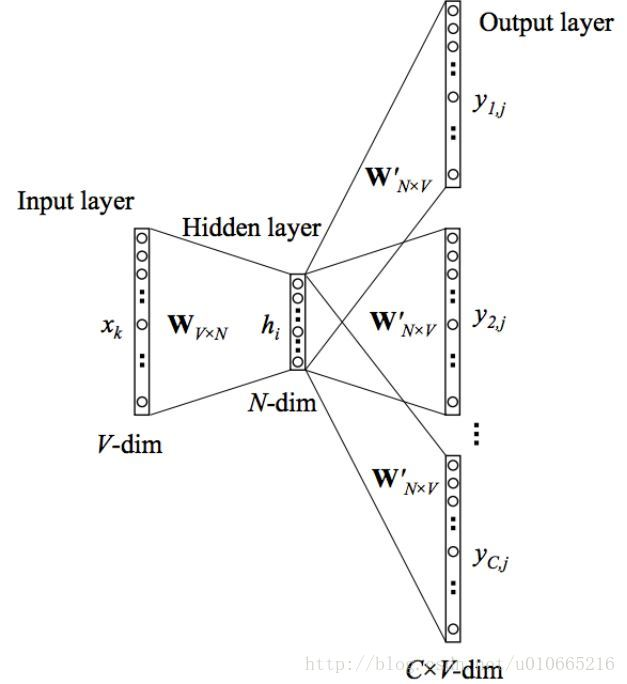 Output layer
y1,j
W'N×V
Input layer
Hidden layer
xk
WV×N
hi
W'N×V
y2,j
N-dim
V-dim
W'N×V
yC,j
http://blog.csdn.net/u010665216
C×V-dim